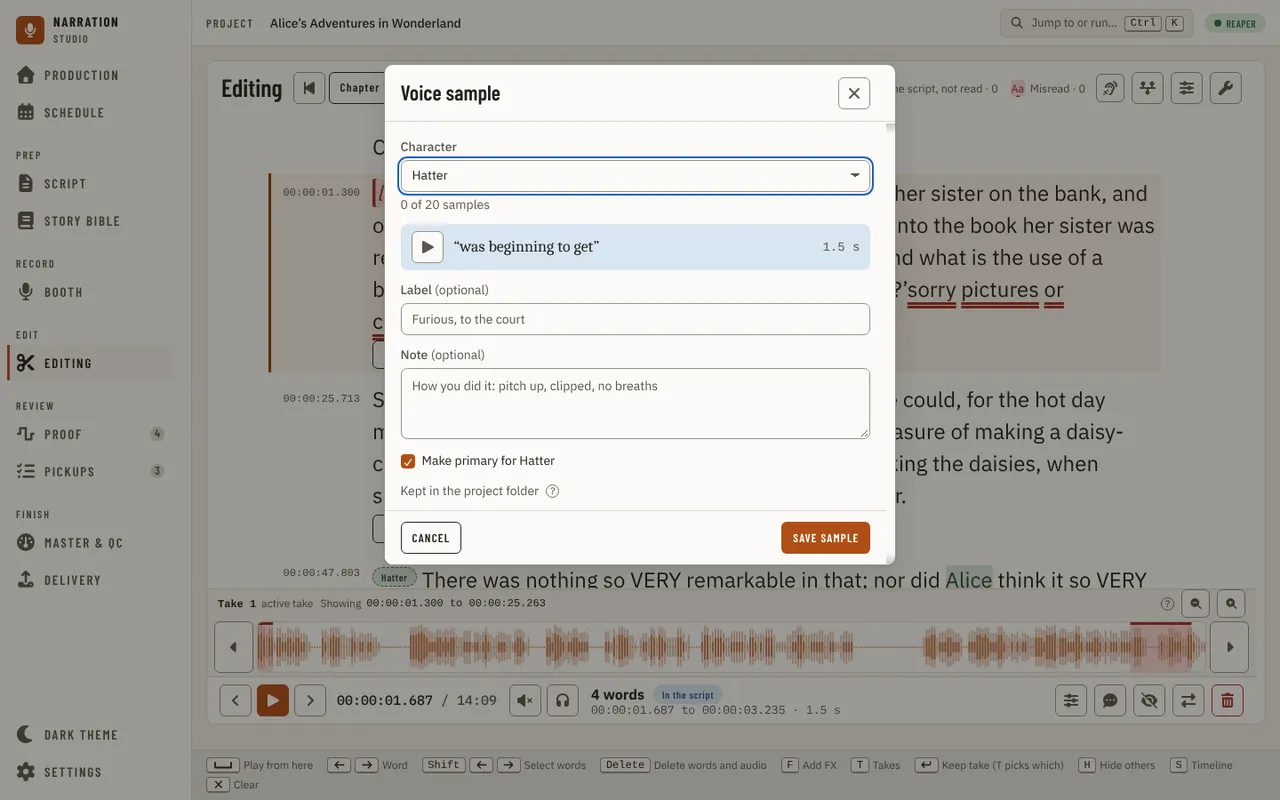 NARRATION
STUDIO
PROJECT Alice's Adventures in Wonderland
Jump to or run... Ctrl K
REAPER
PRODUCTION
SCHEDULE
PREP
SCRIPT
STORY BIBLE
RECORD
BOOTH
EDIT
EDITING
REVIEW
PROOF 4
PICKUPS 3
FINISH
MASTER & QC
DELIVERY
DARK THEME
SETTINGS
Editing
Chapter
script, not read · 0 Aa Misread · 0
00:00:01.300
her sister on the bank, and
nto the book her sister was
what is the use of a
?’sorry pictures or
00:00:25.713
could, for the hot day
making a daisy-
the daisies, when
00:00:47.803 Hatter There was nothing so VERY remarkable in that; nor did Alice think it so VERY
Voice sample
Character
Hatter
0 of 20 samples
“was beginning to get” 1.5 s
Label (optional)
Furious, to the court
Note (optional)
How you did it: pitch up, clipped, no breaths
Make primary for Hatter
Kept in the project folder ?
CANCEL
SAVE SAMPLE
Take 1 active take Showing 00:00:01.300 to 00:00:25.263 ?
00:00:01.687 / 14:09
4 words In the script
00:00:01.687 to 00:00:03.235 · 1.5 s
Play from here ← → Word Shift ← → Select words Delete Delete words and audio F Add FX T Takes Keep take (T picks which) H Hide others S Timeline
Clear